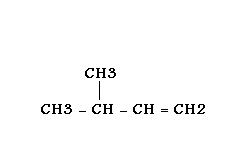 CH3
CH3 – CH – CH = CH2